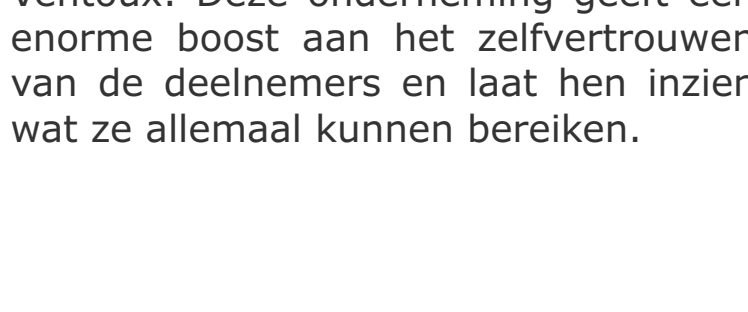 Ventoux. Deze onderneming geeft een
enorme boost aan het zelfvertrouwen
van de deelnemers en laat hen inzien
wat ze allemaal kunnen bereiken.